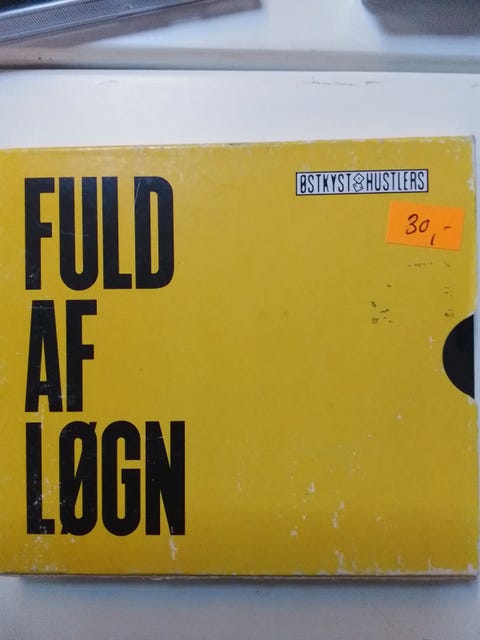 ØSTKYST HUSTLERS
30,-
FULD
AF
LØGN